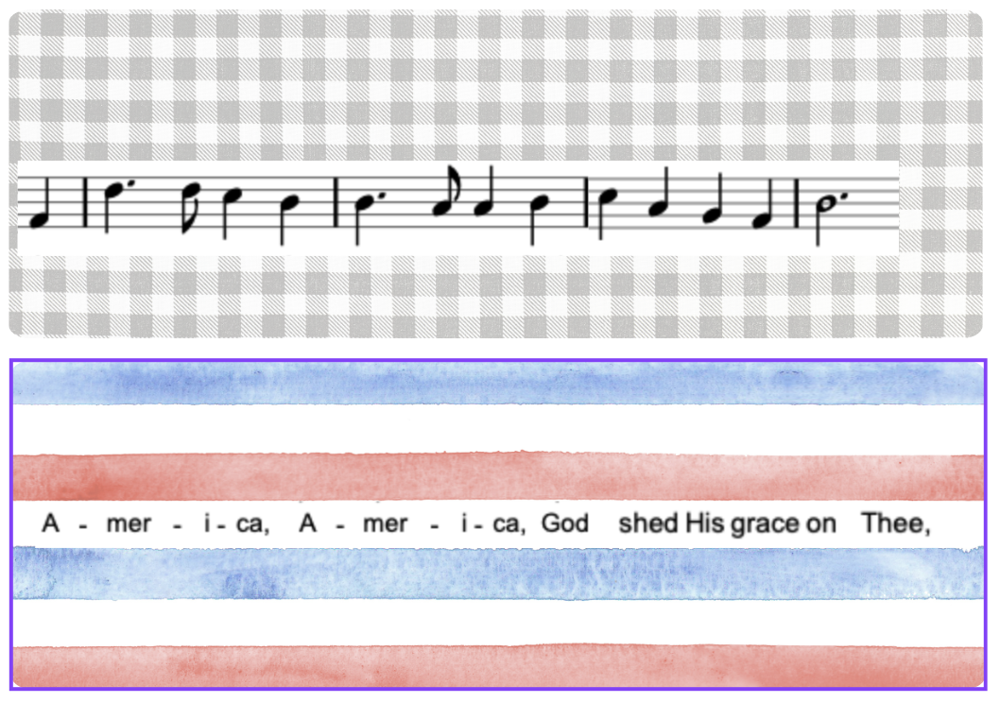 A - mer - i - ca, A - mer - i - ca, God shed His grace on Thee,